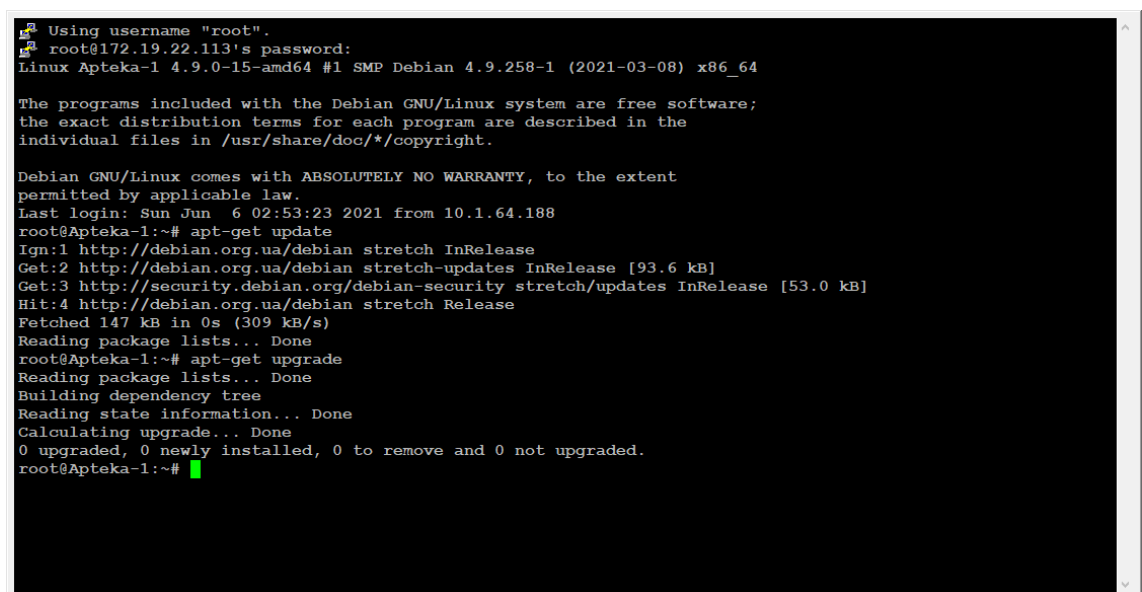 Using username "root".
root@172.19.22.113's password:
Linux Apteka-1 4.9.0-15-amd64 #1 SMP Debian 4.9.258-1 (2021-03-08) x86_64
The programs included with the Debian GNU/Linux system are free software;
the exact distribution terms for each program are described in the
individual files in /usr/share/doc/*/copyright.
Debian GNU/Linux comes with ABSOLUTELY NO WARRANTY, to the extent
permitted by applicable law.
Last login: Sun Jun  6 02:53:23 2021 from 10.1.64.188
root@Apteka-1:~# apt-get update
Ign:1 http://debian.org.ua/debian stretch InRelease
Get:2 http://debian.org.ua/debian stretch-updates InRelease [93.6 kB]
Get:3 http://security.debian.org/debian-security stretch/updates InRelease [53.0 kB]
Hit:4 http://debian.org.ua/debian stretch Release
Fetched 147 kB in 0s (309 kB/s)
Reading package lists... Done
root@Apteka-1:~# apt-get upgrade
Reading package lists... Done
Building dependency tree
Reading state information... Done
Calculating upgrade... Done
0 upgraded, 0 newly installed, 0 to remove and 0 not upgraded.
root@Apteka-1:~#